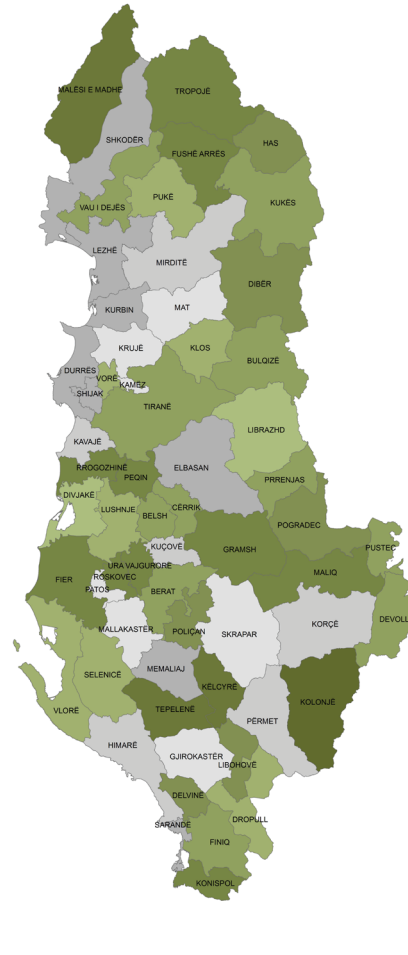 MALËSI E MADHE
TROPOJË
SHKODËR
HAS
FUSHË ARRËS
PUKË
KUKËS
VAU I DEJËS
LEZHË
MIRDITË
DIBËR
MAT
KURBIN
KRUJË
KLOS
BULQIZË
DURRËS
VORË
KAMËZ
SHIJAK
TIRANË
LIBRAZHD
KAVAJË
ELBASAN
RROGOZHINË
PEQIN
PRRENJAS
DIVJAKË
LUSHNJE
BELSH
CËRRIK
POGRADEC
KUÇOVË
GRAMSH
PUSTEC
URA VAJGURORË
ROSKOVEC
FIER
PATOS
BERAT
MALIQ
DEVOLL
MALLAKASTËR
POLIÇAN
SKRAPAR
KORÇË
MEMALIAJ
SELENICË
KËLCYRË
KOLONJË
VLORË
TEPELENË
PËRMET
HIMARË
GJIROKASTËR
LIBOHOVË
DELVINË
SARANDË
DROPULL
FINIQ
KONISPOL